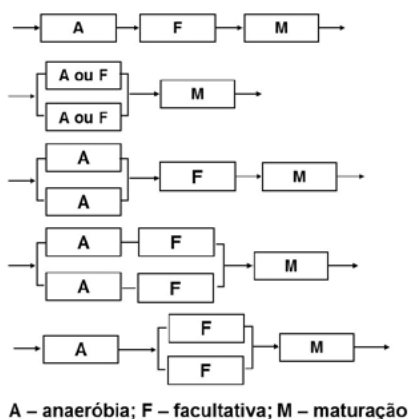 A F M
A ou F
M
A ou F
A
F M
A
A F
M
A F
F
A M
F
A – anaeróbia; F – facultativa; M – maturação